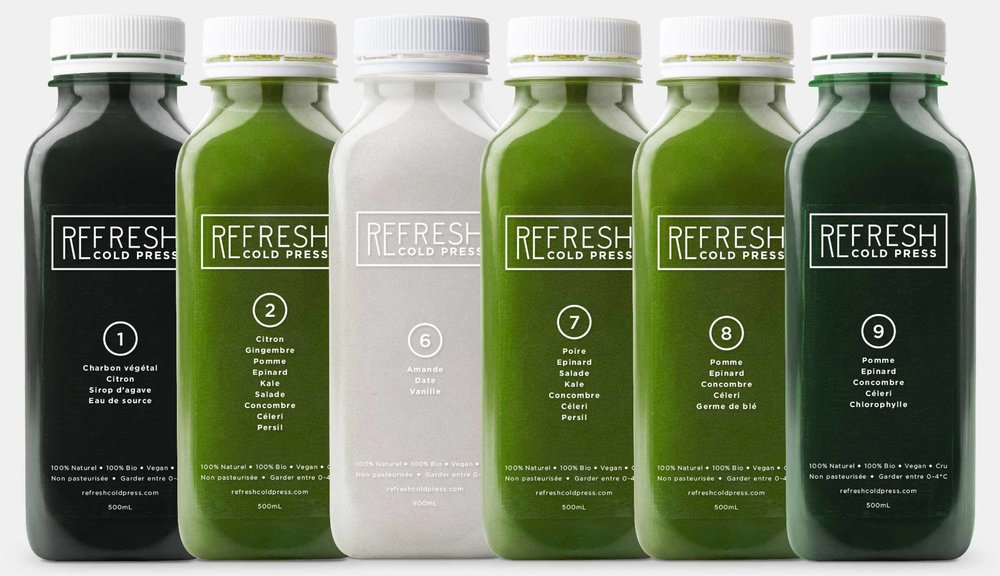 REFRESH
COLD PRESS
1
Charbon végétal
Citron
Sirop d'agave
Eau de source
100% Naturel • 100% Bio • Vegan •
Non pasteurisée • Garder entre 0-4
refreshcoldpress.com
500mL
REFRESH
COLD PRESS
2
Citron
Gingembre
Pomme
Epinard
Kale
Salade
Concombre
Céleri
Persil
100% Naturel • 100% Bio • Vegan •
Non pasteurisée • Garder entre 0-
refreshcoldpress.com
500mL
REFRESH
COLD PRESS
6
Amande
Date
Vanille
100% Naturel • 100% Bio • Vegan •
Non pasteurisée • Garder entre 0-4
refreshcoldpress.com
500mL
REFRESH
COLD PRESS
7
Poire
Epinard
Salade
Kale
Concombre
Céleri
Persil
100% Naturel • 100% Bio • Vegan •
Non pasteurisée • Garder entre 0-
refreshcoldpress.com
500mL
REFRESH
COLD PRESS
8
Pomme
Epinard
Concombre
Céleri
Germe de blé
100% Naturel • 100% Bio • Vegan •
Non pasteurisée • Garder entre 0-4
refreshcoldpress.com
500mL
REFRESH
COLD PRESS
9
Pomme
Epinard
Concombre
Céleri
Chlorophylle
100% Naturel • 100% Bio • Vegan • Cru
Non pasteurisée • Garder entre 0-4°C
refreshcoldpress.com
500mL